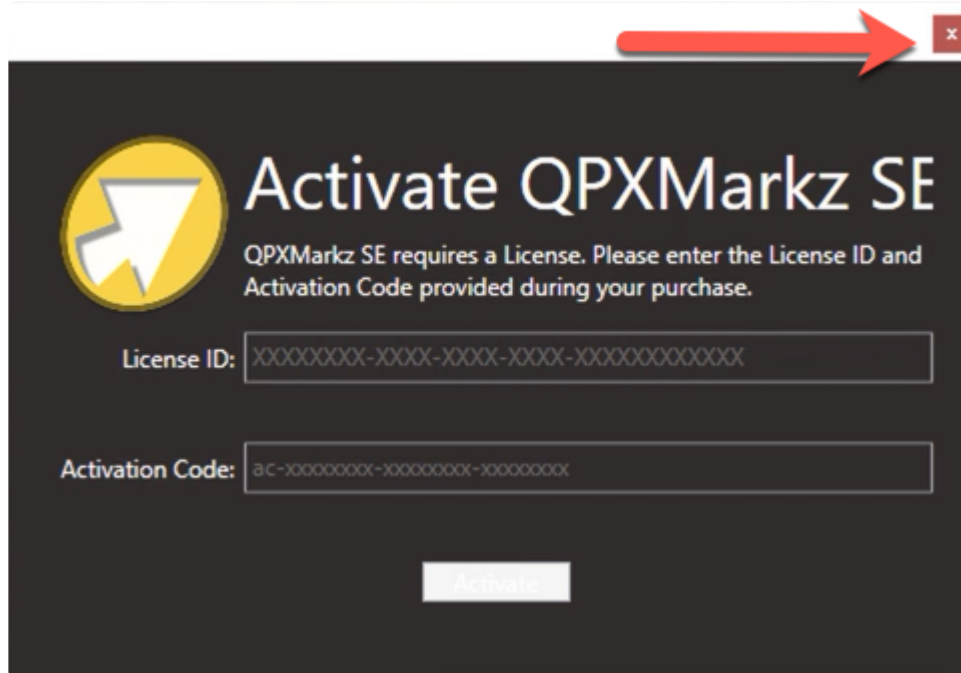 x
Activate QPXMarkz SE
QPXMarkz SE requires a License. Please enter the License ID and
Activation Code provided during your purchase.
License ID: XXXXXXXX-XXXX-XXXX-XXXX-XXXXXXXXXXXX
Activation Code: ac-xxxxxxxx-xxxxxxxx-xxxxxxxx
Activate